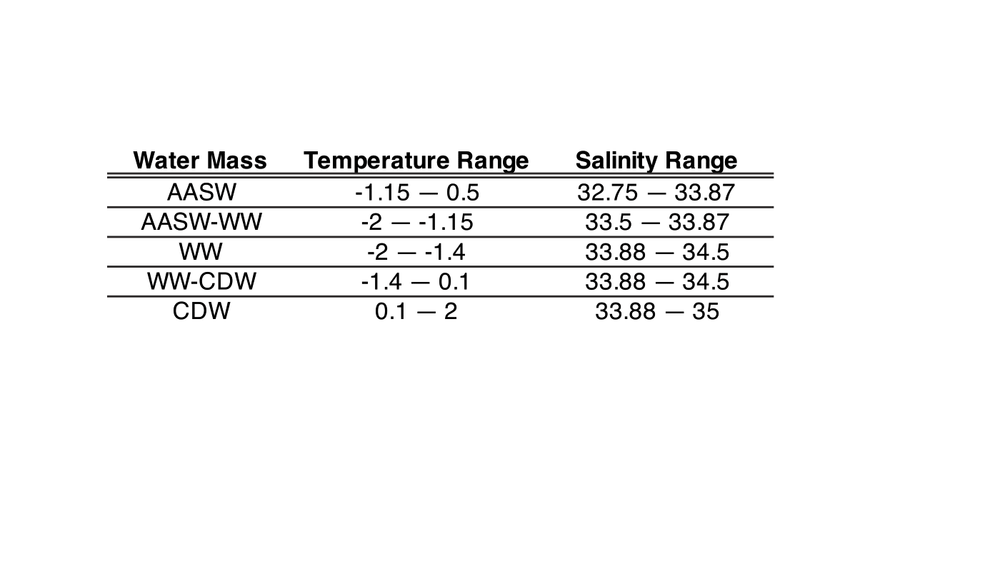 Water Mass Temperature Range Salinity Range
AASW -1.15 — 0.5 32.75 — 33.87
AASW-WW -2 — -1.15 33.5 — 33.87
WW -2 — -1.4 33.88 — 34.5
WW-CDW -1.4 — 0.1 33.88 — 34.5
CDW 0.1 — 2 33.88 — 35